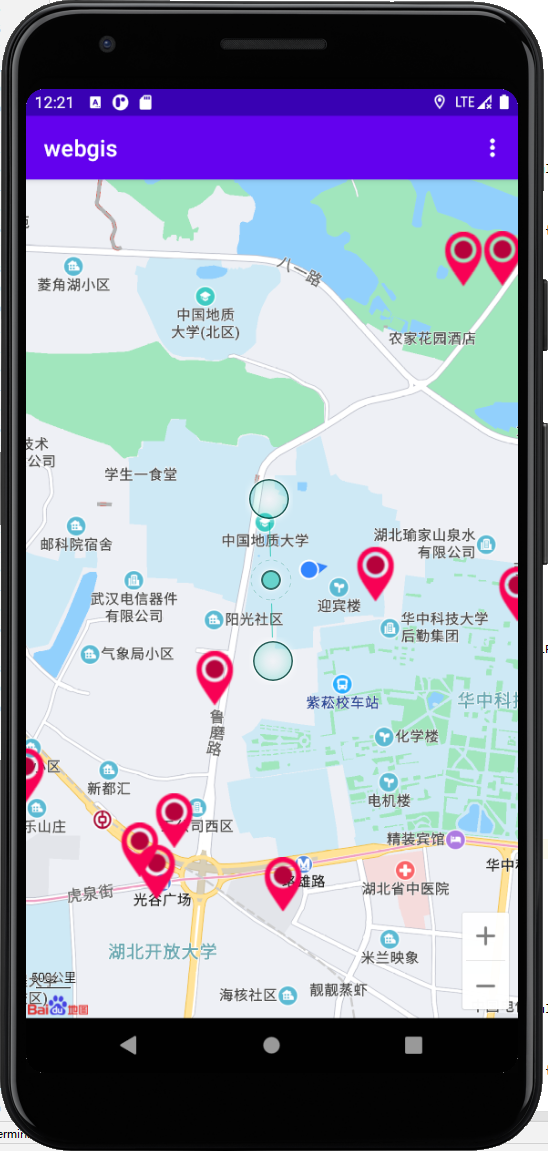 12:21
LTE
webgis
八一路
菱角湖小区
中国地质
大学(北区)
农家花园酒店
技术
公司
学生一食堂
邮科院宿舍
中国地质大学
湖北瑜家山泉水
有限公司
武汉电信器件
有限公司
迎宾楼
阳光社区
华中科技大学
后勤集团
气象局小区
紫菘校车站
华中科技
鲁磨路
化学楼
小区
新都汇
电机楼
乐山庄
司西区
精装宾馆
华中科
雄路
虎泉街
光谷广场
湖北省中医院
湖北开放大学
米兰映象
500公里
区)
海核社区
靓靓蒸虾
Bai du 地图